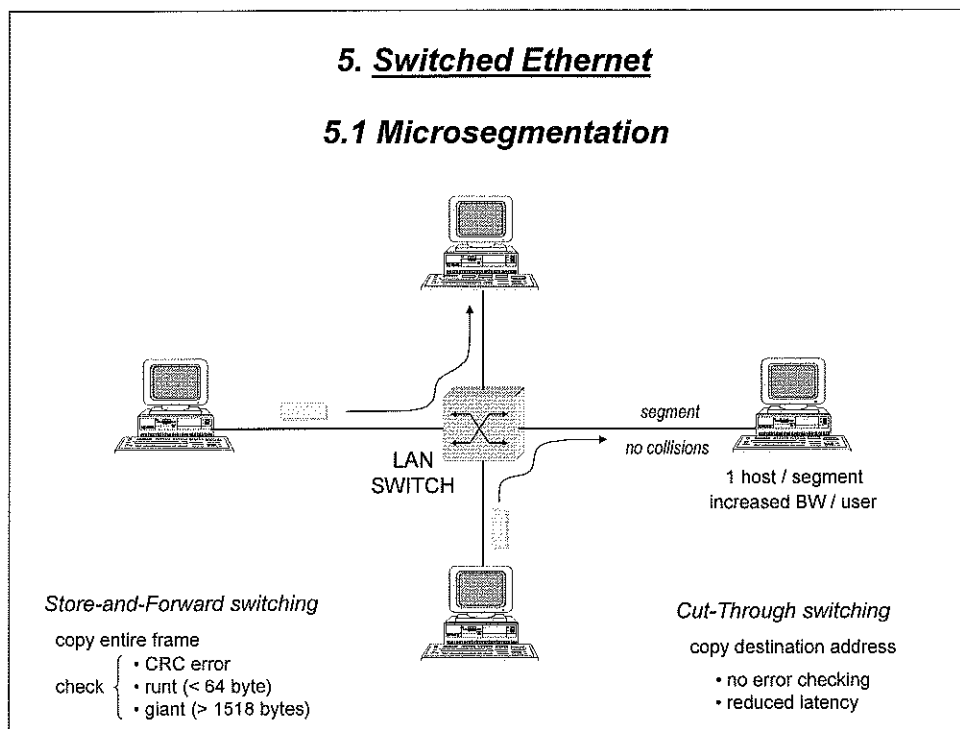 5. Switched Ethernet
5.1 Microsegmentation
segment
no collisions
LAN
SWITCH
1 host / segment
increased BW / user
Store-and-Forward switching
copy entire frame
check
• CRC error
• runt (< 64 byte)
• giant (> 1518 bytes)
Cut-Through switching
copy destination address
• no error checking
• reduced latency